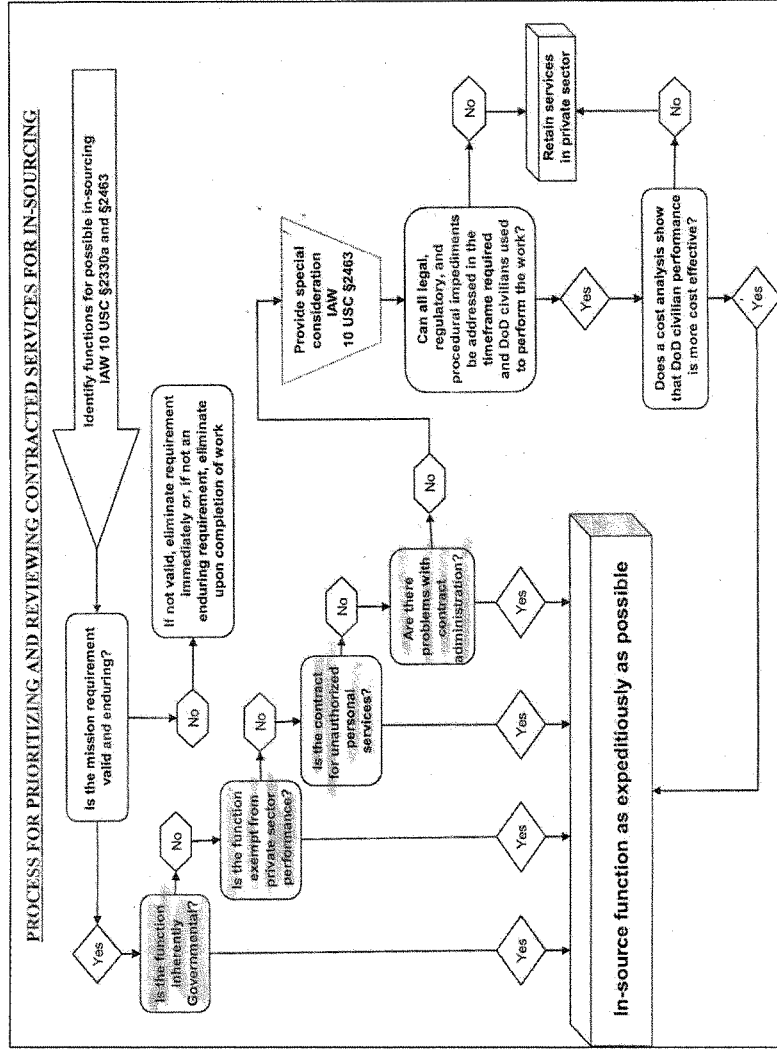 PROCESS FOR PRIORITIZING AND REVIEWING CONTRACTED SERVICES FOR IN-SOURCING
Identify functions for possible in-sourcing
IAW 10 USC §2330a and §2463
Is the mission requirement
valid and enduring?
No
If not valid, eliminate requirement
immediately or, if not an
enduring requirement, eliminate
upon completion of work
Yes
Is the function
Inherently
Governmental?
No
Yes
Is the function
exempt from
private sector
performance?
No
Yes
Is the contract
for unauthorized
personal
services?
No
Yes
Are there
problems with
contract
administration?
No
Yes
Provide special
consideration
IAW
10 USC §2463
Can all legal,
regulatory, and
procedural impediments
be addressed in the
timeframe required
and DoD civilians used
to perform the work?
No
Retain services
in private sector
Yes
Does a cost analysis show
that DoD civilian performance
is more cost effective?
No
Yes
In-source function as expeditiously as possible